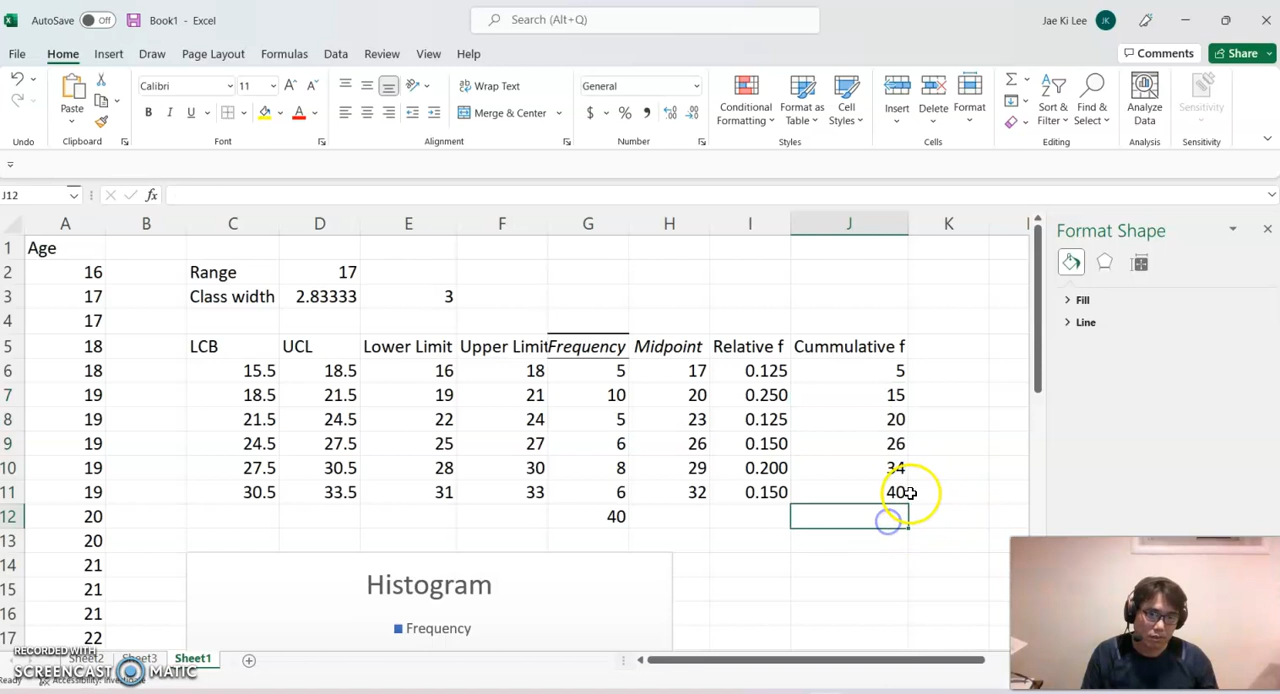 AutoSave Off Book1 - Excel Search (Alt+Q) Jae Ki Lee JK
File Home Insert Draw Page Layout Formulas Data Review View Help Comments Share
Calibri 11 Wrap Text General
Paste Merge & Center $ % Conditional Formatting Format as Table Cell Styles Insert Delete Format Sort & Filter Find & Select Analyze Data Sensitivity
Undo Clipboard Font Alignment Number Styles Cells Editing Analysis Sensitivity
J12 fx
A B C D E F G H I J K
Format Shape
1 Age
2 16 Range 17
3 17 Class width 2.83333 3
4 17
5 18 LCB UCL Lower Limit Upper Limit Frequency Midpoint Relative f Cummulative f
6 18 15.5 18.5 16 18 5 17 0.125 5
7 19 18.5 21.5 19 21 10 20 0.250 15
8 19 21.5 24.5 22 24 5 23 0.125 20
9 19 24.5 27.5 25 27 6 26 0.150 26
10 19 27.5 30.5 28 30 8 29 0.200 34
11 19 30.5 33.5 31 33 6 32 0.150 40
12 20 40
13 20
14 21
15 21
16 21
17 22
Fill
Line
Histogram
Frequency
Sheet2 Sheet3 Sheet1
RECORDED WITH
SCREENCAST MATIC
Ready Accessibility: